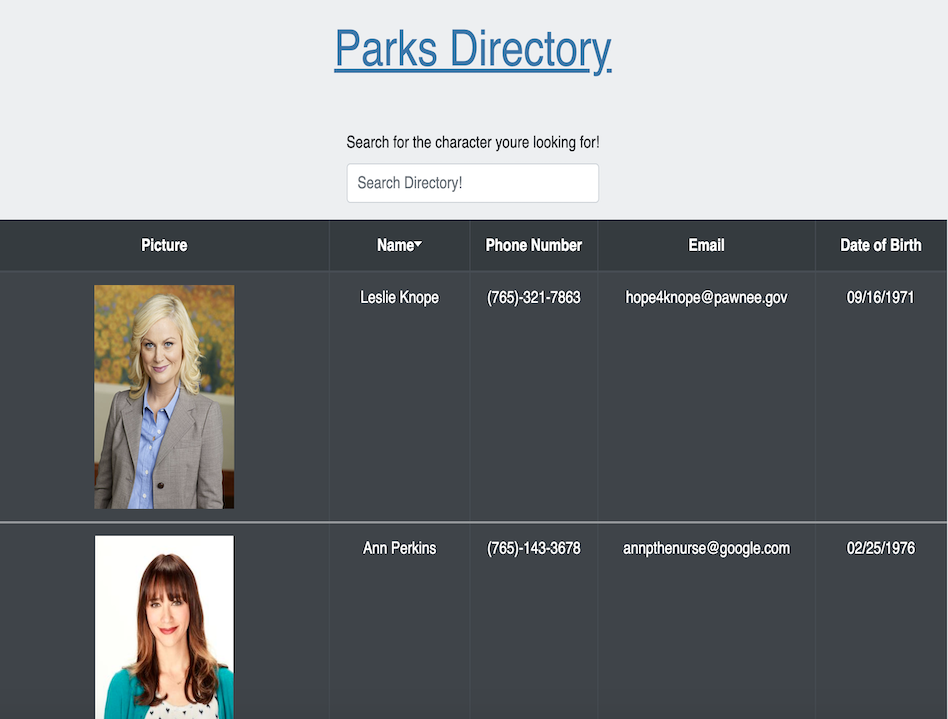 Parks Directory
Search for the character youre looking for!
Search Directory!
Picture Name Phone Number Email Date of Birth
Leslie Knope (765)-321-7863 hope4knope@pawnee.gov 09/16/1971
Ann Perkins (765)-143-3678 annpthenurse@google.com 02/25/1976